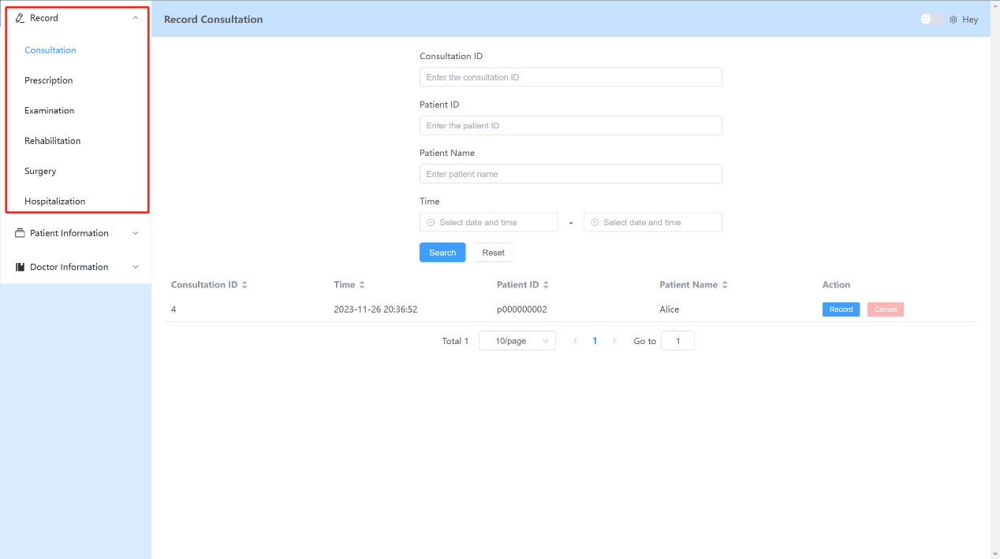 Record
Consultation
Prescription
Examination
Rehabilitation
Surgery
Hospitalization
Patient Information
Doctor Information
Record Consultation
Hey
Consultation ID
Enter the consultation ID
Patient ID
Enter the patient ID
Patient Name
Enter patient name
Time
Select date and time - Select date and time
Search Reset
Consultation ID Time Patient ID Patient Name Action
4 2023-11-26 20:36:52 p000000002 Alice Record Cancel
Total 1 10/page 1 Go to 1